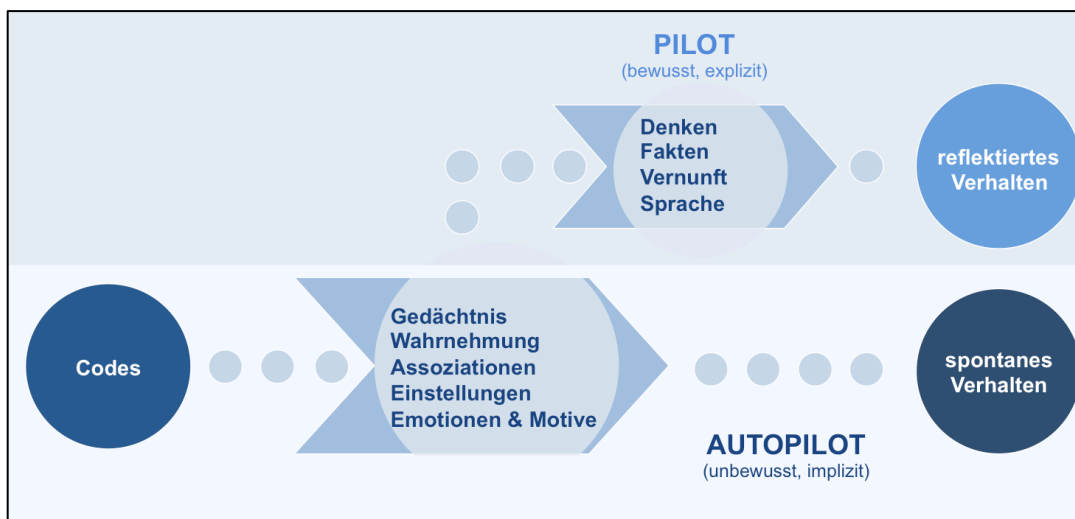 PILOT
(bewusst, explizit)
Denken
Fakten
Vernunft
Sprache
reflektiertes
Verhalten
Codes
Gedächtnis
Wahrnehmung
Assoziationen
Einstellungen
Emotionen & Motive
spontanes
Verhalten
AUTOPILOT
(unbewusst, implizit)